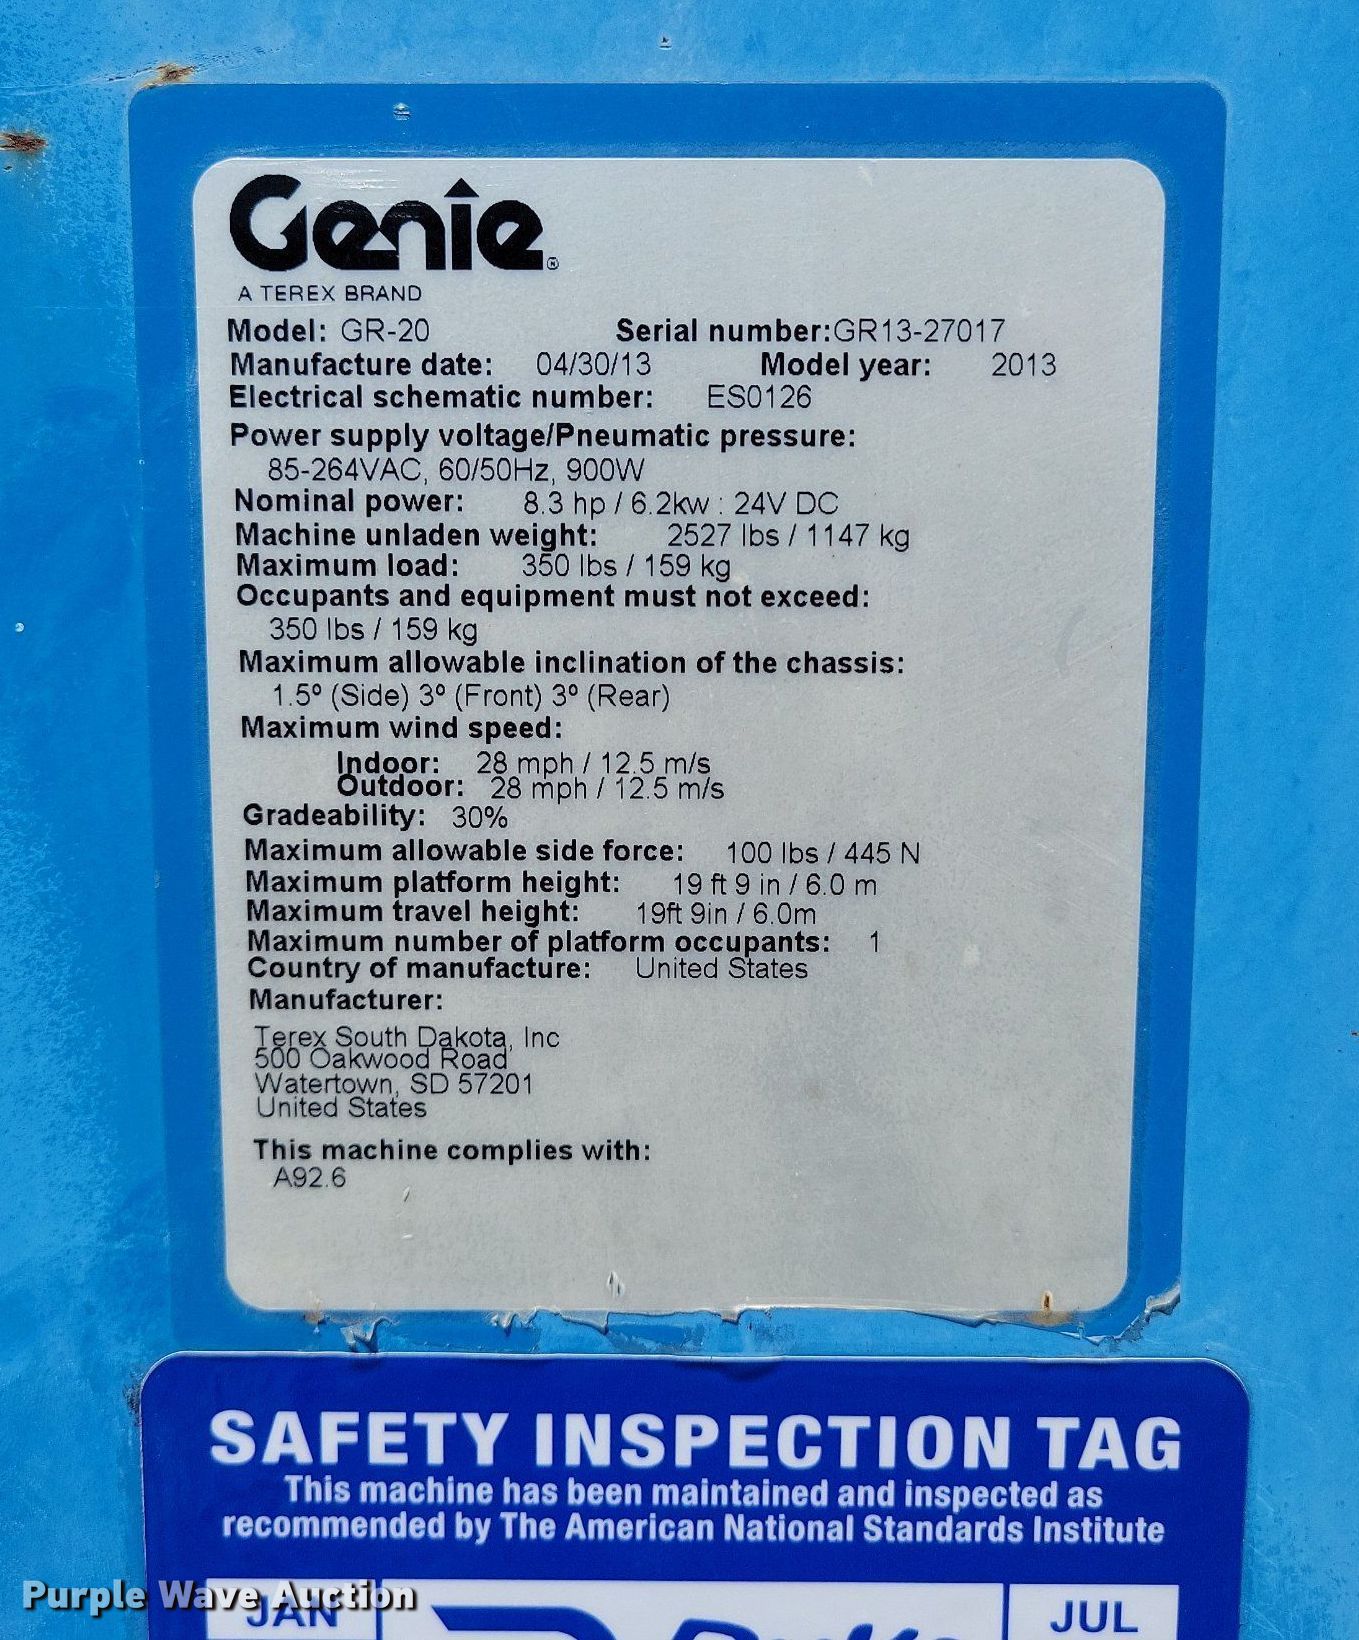 Genie®
A TEREX BRAND
Model: GR-20 Serial number:GR13-27017
Manufacture date: 04/30/13 Model year: 2013
Electrical schematic number: ES0126
Power supply voltage/Pneumatic pressure:
85-264VAC, 60/50Hz, 900W
Nominal power: 8.3 hp / 6.2kw : 24V DC
Machine unladen weight: 2527 lbs / 1147 kg
Maximum load: 350 lbs / 159 kg
Occupants and equipment must not exceed:
350 lbs / 159 kg
Maximum allowable inclination of the chassis:
1.5º (Side) 3º (Front) 3º (Rear)
Maximum wind speed:
Indoor: 28 mph / 12.5 m/s
Outdoor: 28 mph / 12.5 m/s
Gradeability: 30%
Maximum allowable side force: 100 lbs / 445 N
Maximum platform height: 19 ft 9 in / 6.0 m
Maximum travel height: 19ft 9in / 6.0m
Maximum number of platform occupants: 1
Country of manufacture: United States
Manufacturer:
Terex South Dakota, Inc
500 Oakwood Road
Watertown, SD 57201
United States
This machine complies with:
A92.6
SAFETY INSPECTION TAG
This machine has been maintained and inspected as
recommended by The American National Standards Institute
JAN JUL
Purple Wave Auction